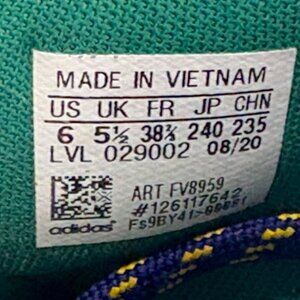 MADE IN VIETNAM
US UK FR JP CHN
6 5½ 38⅔ 240 235
LVL 029002 08/20
ART FV8959
#126117642
adidas